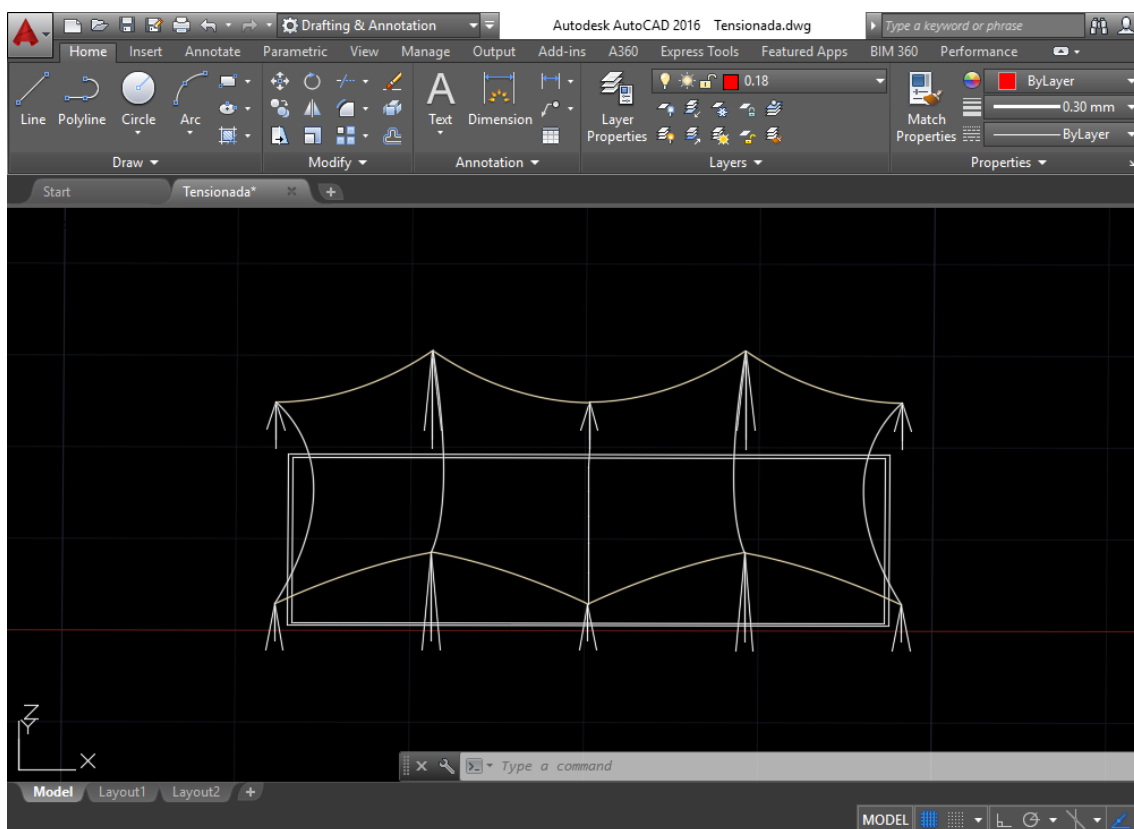 Drafting & Annotation Autodesk AutoCAD 2016 Tensionada.dwg Type a keyword or phrase
Home Insert Annotate Parametric View Manage Output Add-ins A360 Express Tools Featured Apps BIM 360 Performance
Line Polyline Circle Arc Text Dimension Layer Properties 0.18 Match Properties ByLayer
0.30 mm
ByLayer
Draw Modify Annotation Layers Properties
Start Tensionada*
Z
Y
X
Type a command
Model Layout1 Layout2
MODEL